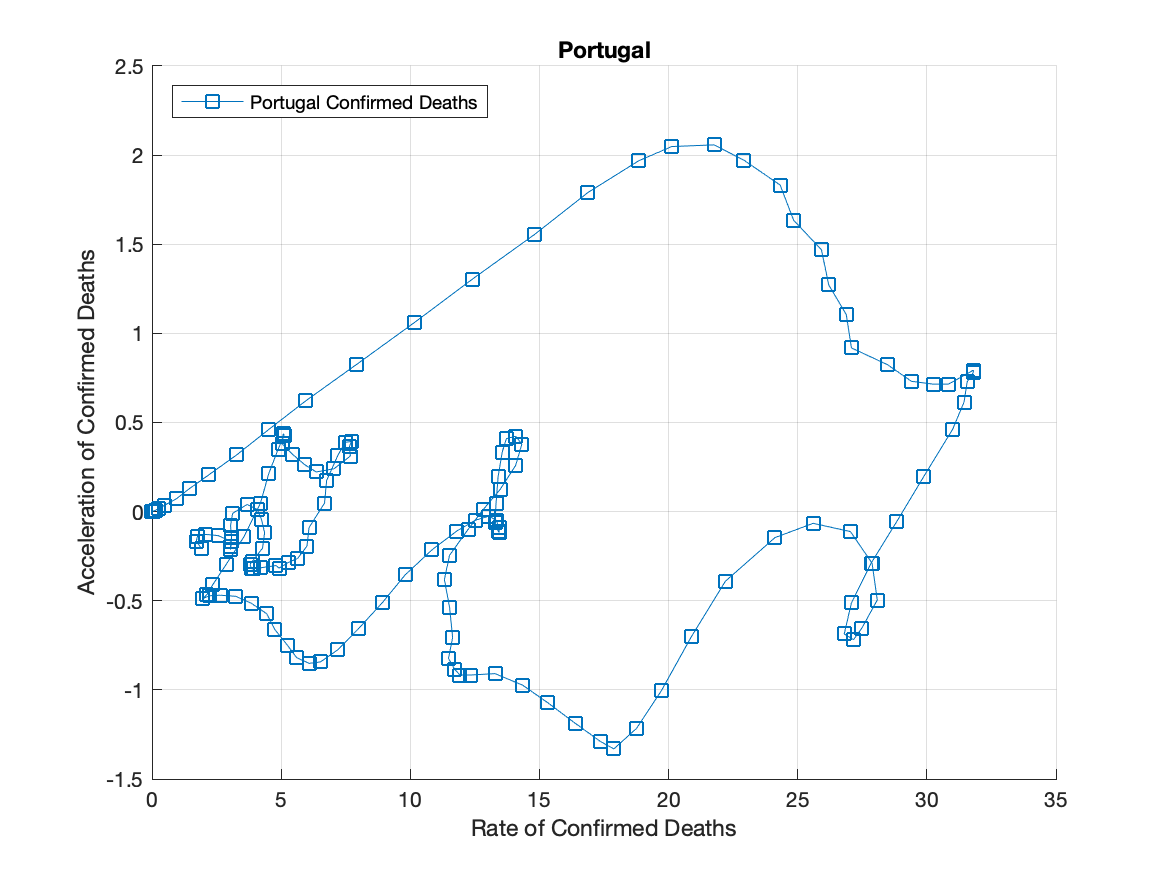 Portugal
Portugal Confirmed Deaths
2.5
2
1.5
1
0.5
0
-0.5
-1
-1.5
Acceleration of Confirmed Deaths
0 5 10 15 20 25 30 35
Rate of Confirmed Deaths